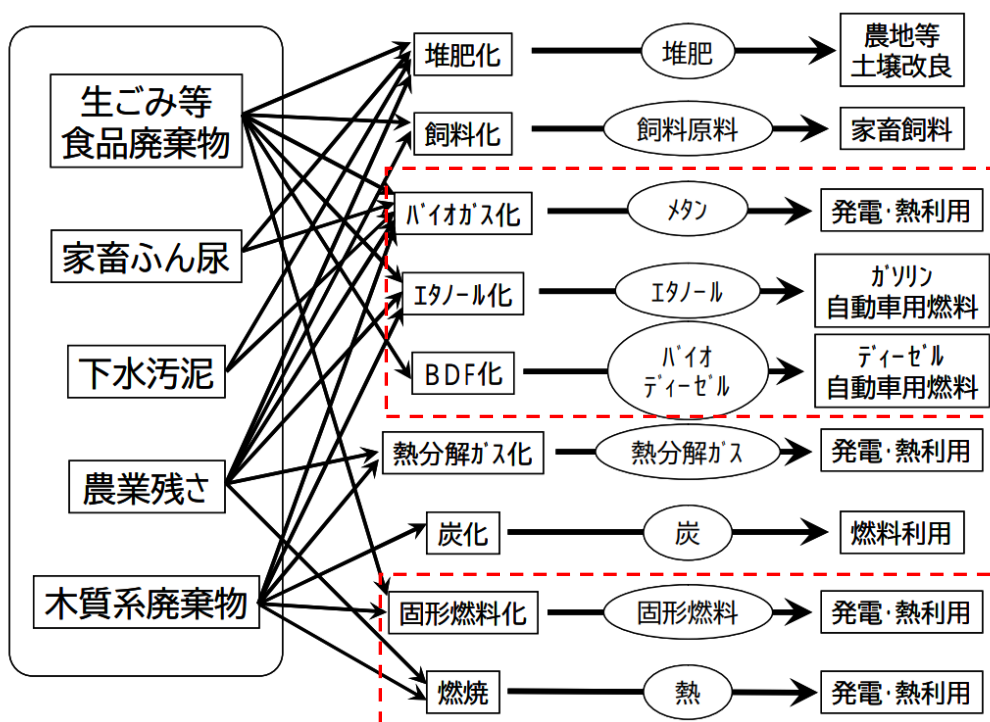 生ごみ等
食品廃棄物
家畜ふん尿
下水汚泥
農業残さ
木質系廃棄物
堆肥化
堆肥
農地等
土壌改良
飼料化
飼料原料
家畜飼料
ﾊﾞｲｵｶﾞｽ化
ﾒﾀﾝ
発電･熱利用
ｴﾀﾉｰﾙ化
ｴﾀﾉｰﾙ
ｶﾞｿﾘﾝ
自動車用燃料
ＢＤＦ化
ﾊﾞｲｵ
ﾃﾞｨｰｾﾞﾙ
ﾃﾞｨｰｾﾞﾙ
自動車用燃料
熱分解ｶﾞｽ化
熱分解ｶﾞｽ
発電･熱利用
炭化
炭
燃料利用
固形燃料化
固形燃料
発電･熱利用
燃焼
熱
発電･熱利用